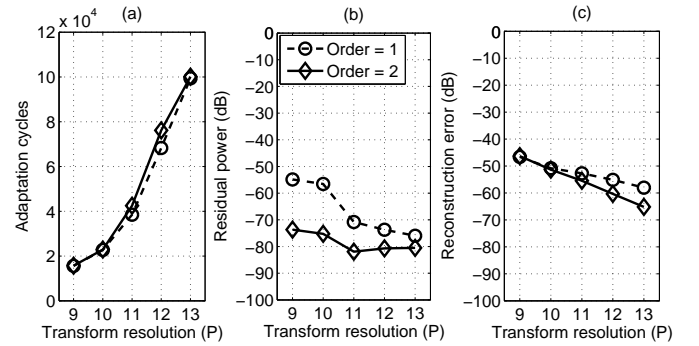 (a)
x 10^4
12
10
8
6
4
2
0
9 10 11 12 13
Adaptation cycles
Transform resolution (P)
(b)
Order = 1
Order = 2
0
−10
−20
−30
−40
−50
−60
−70
−80
−90
−100
9 10 11 12 13
Residual power (dB)
Transform resolution (P)
(c)
0
−10
−20
−30
−40
−50
−60
−70
−80
−90
−100
9 10 11 12 13
Reconstruction error (dB)
Transform resolution (P)